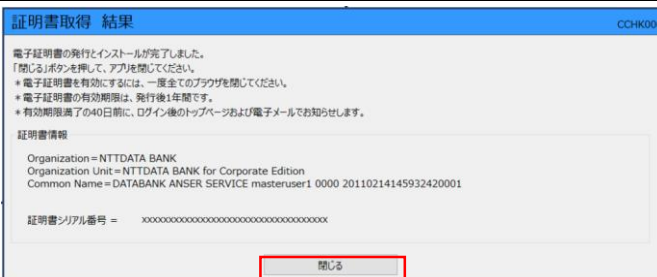 証明書取得 結果
CCHK00
電子証明書の発行とインストールが完了しました。
「閉じる」ボタンを押して、アプリを閉じてください。
＊電子証明書を有効にするには、一度全てのブラウザを閉じてください。
＊電子証明書の有効期限は、発行後1年間です。
＊有効期限満了の40日前に、ログイン後のトップページおよび電子メールでお知らせします。
証明書情報
Organization=NTTDATA BANK
Organization Unit=NTTDATA BANK for Corporate Edition
Common Name=DATABANK ANSER SERVICE masteruser1 0000 20110214145932420001
証明書シリアル番号 = xxxxxxxxxxxxxxxxxxxxxxxxxxxxxxxxxxx
閉じる